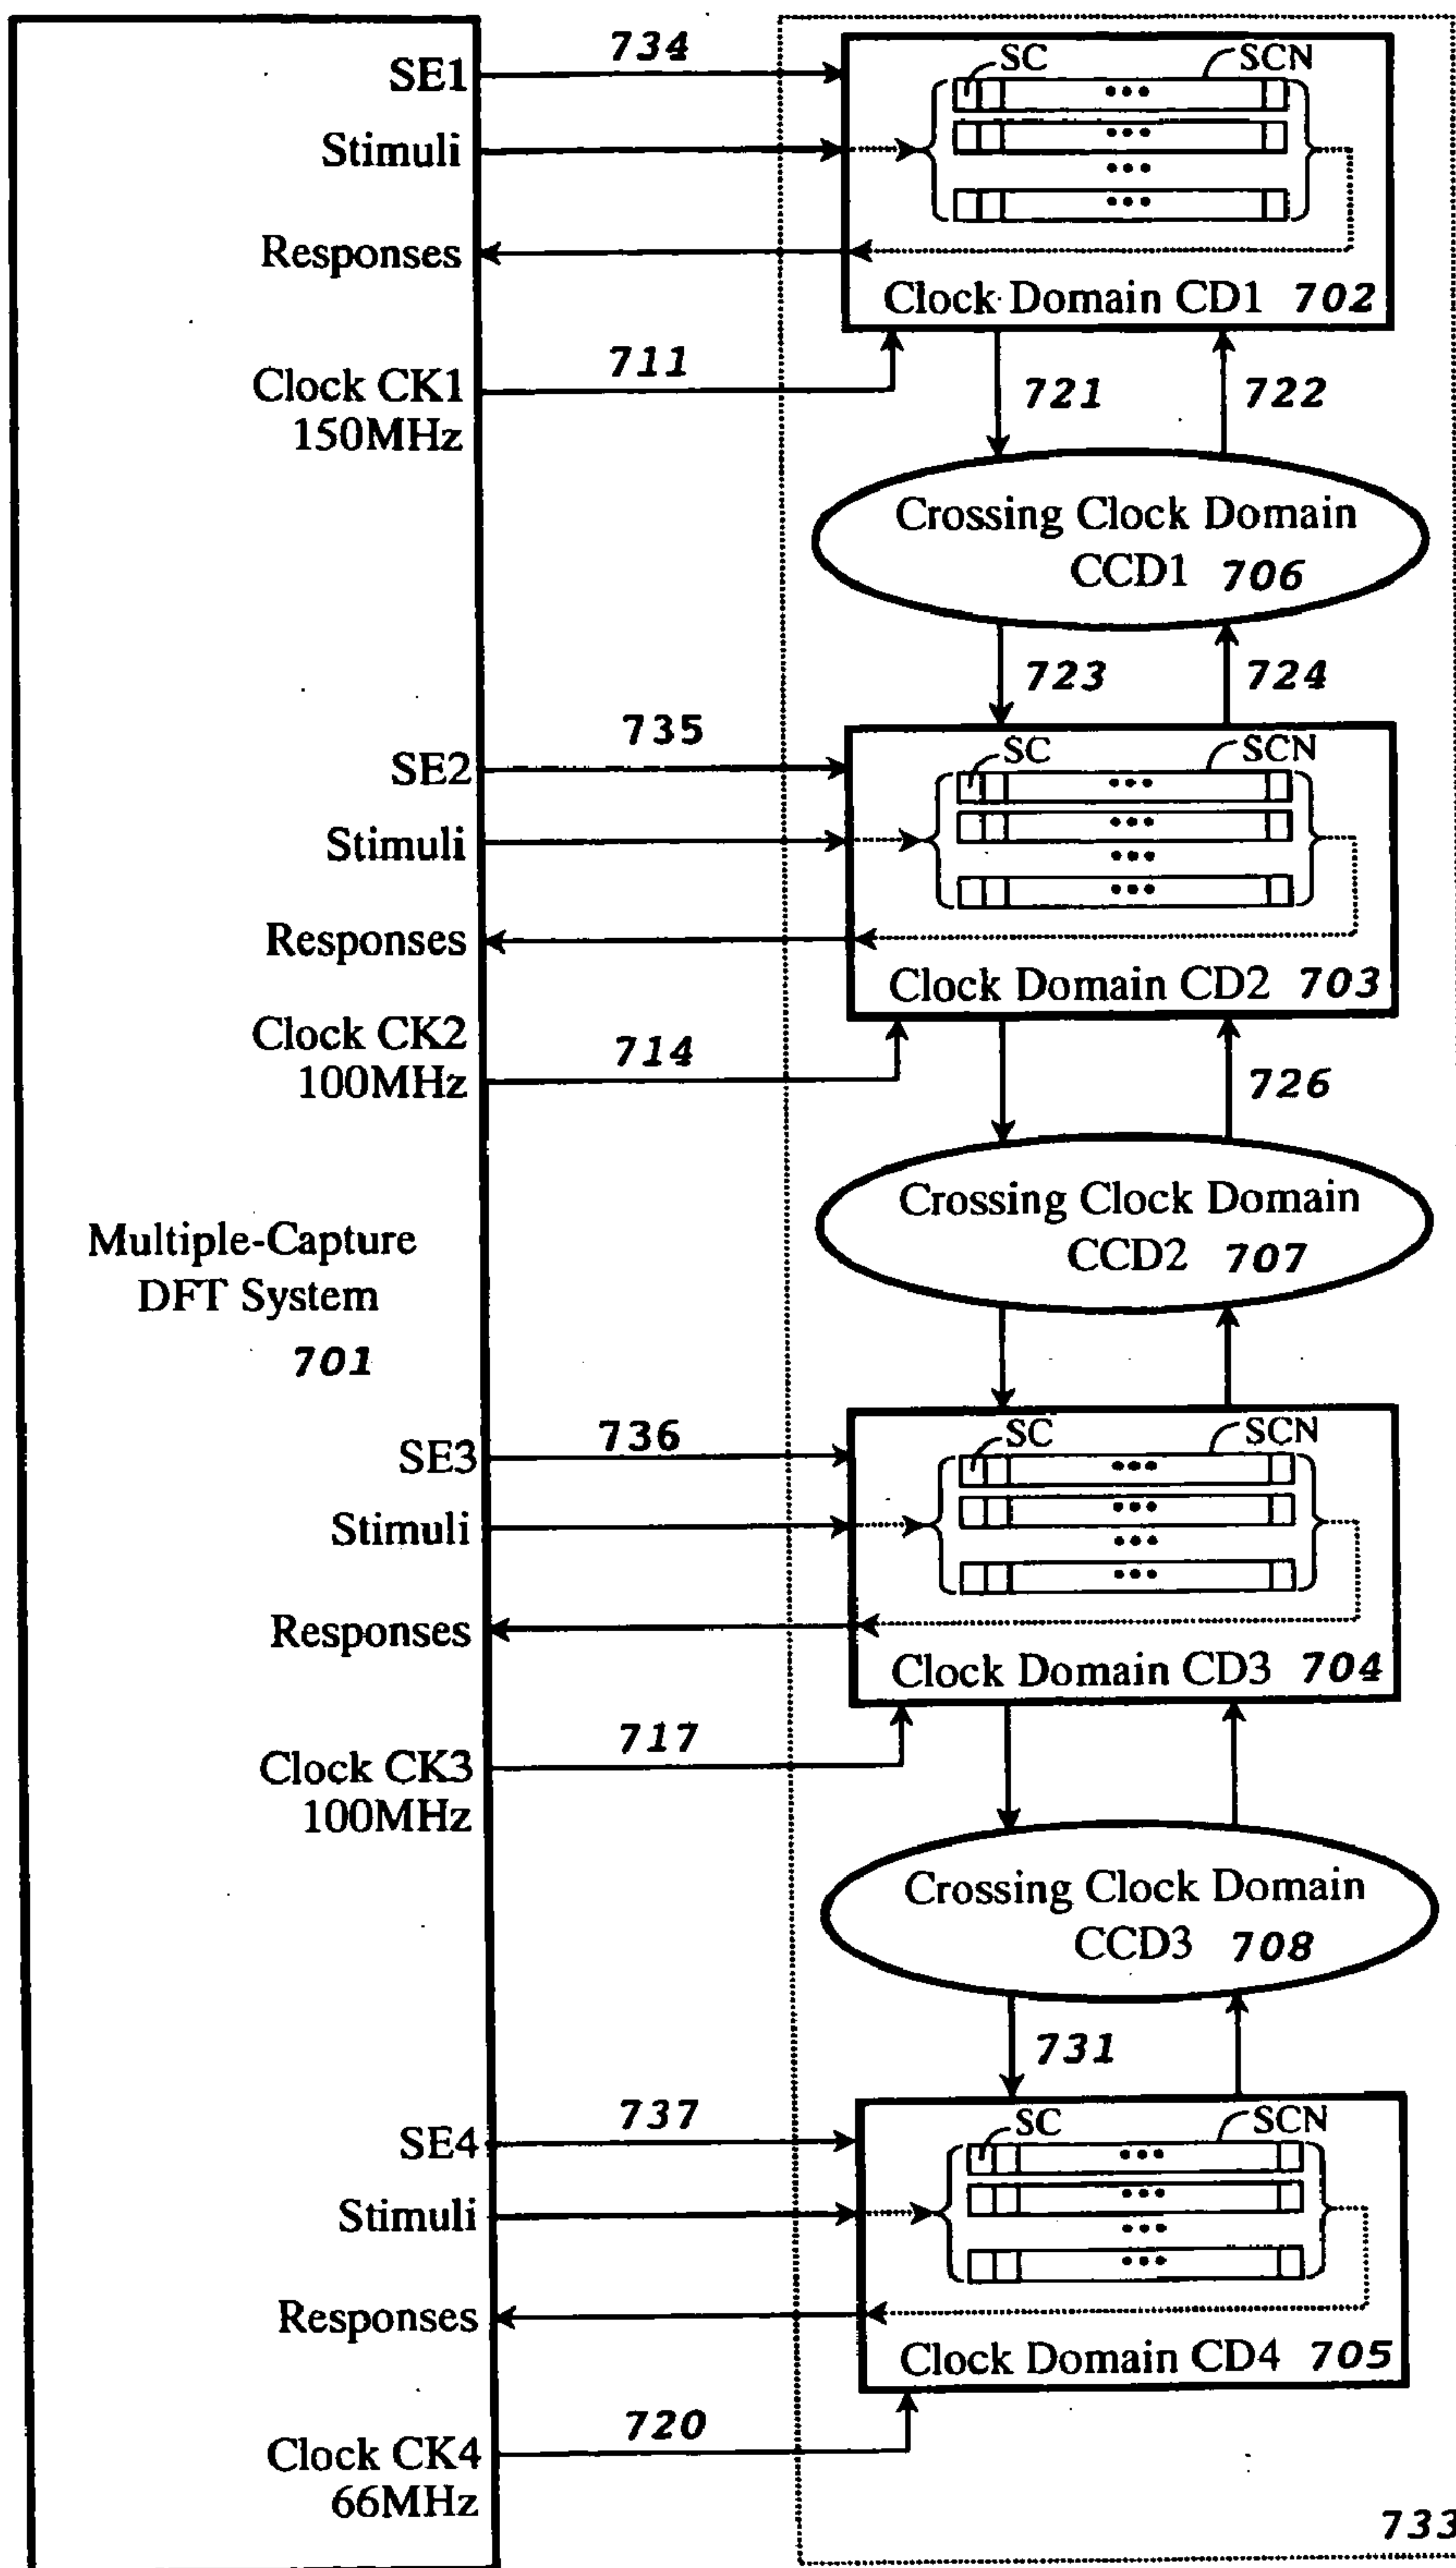 734
SE1
SC
SCN
Stimuli
Responses
Clock Domain CD1 702
711
Clock CK1
150MHz
721
722
Crossing Clock Domain
CCD1 706
723
724
735
SE2
SC
SCN
Stimuli
Responses
Clock Domain CD2 703
Clock CK2
100MHz
714
726
Crossing Clock Domain
CCD2 707
Multiple-Capture
DFT System
701
736
SE3
SC
SCN
Stimuli
Responses
Clock Domain CD3 704
717
Clock CK3
100MHz
Crossing Clock Domain
CCD3 708
731
737
SE4
SC
SCN
Stimuli
Responses
Clock Domain CD4 705
720
Clock CK4
66MHz
733